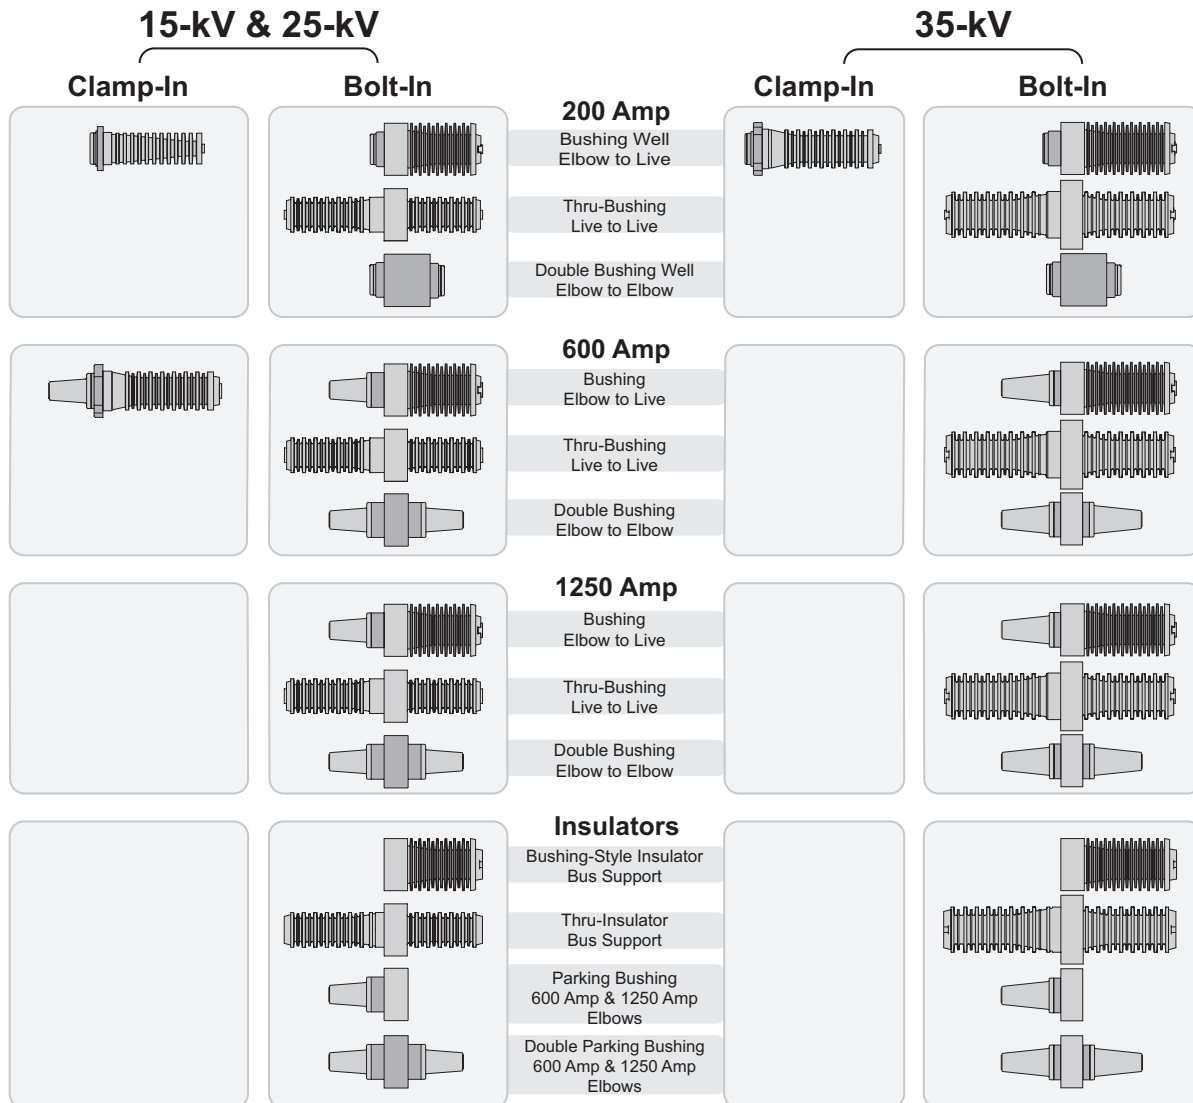 15-kV & 25-kV
35-kV
Clamp-In
Bolt-In
Clamp-In
Bolt-In
200 Amp
Bushing Well
Elbow to Live
Thru-Bushing
Live to Live
Double Bushing Well
Elbow to Elbow
600 Amp
Bushing
Elbow to Live
Thru-Bushing
Live to Live
Double Bushing
Elbow to Elbow
1250 Amp
Bushing
Elbow to Live
Thru-Bushing
Live to Live
Double Bushing
Elbow to Elbow
Insulators
Bushing-Style Insulator
Bus Support
Thru-Insulator
Bus Support
Parking Bushing
600 Amp & 1250 Amp
Elbows
Double Parking Bushing
600 Amp & 1250 Amp
Elbows